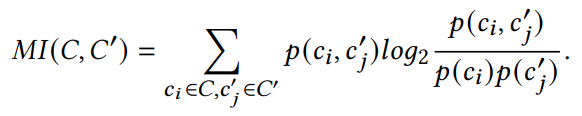 MI(C, C′) = ∑_{c_i∈C,c′_j∈C′} p(c_i, c′_j)log_2 \frac{p(c_i, c′_j)}{p(c_i)p(c′_j)}.